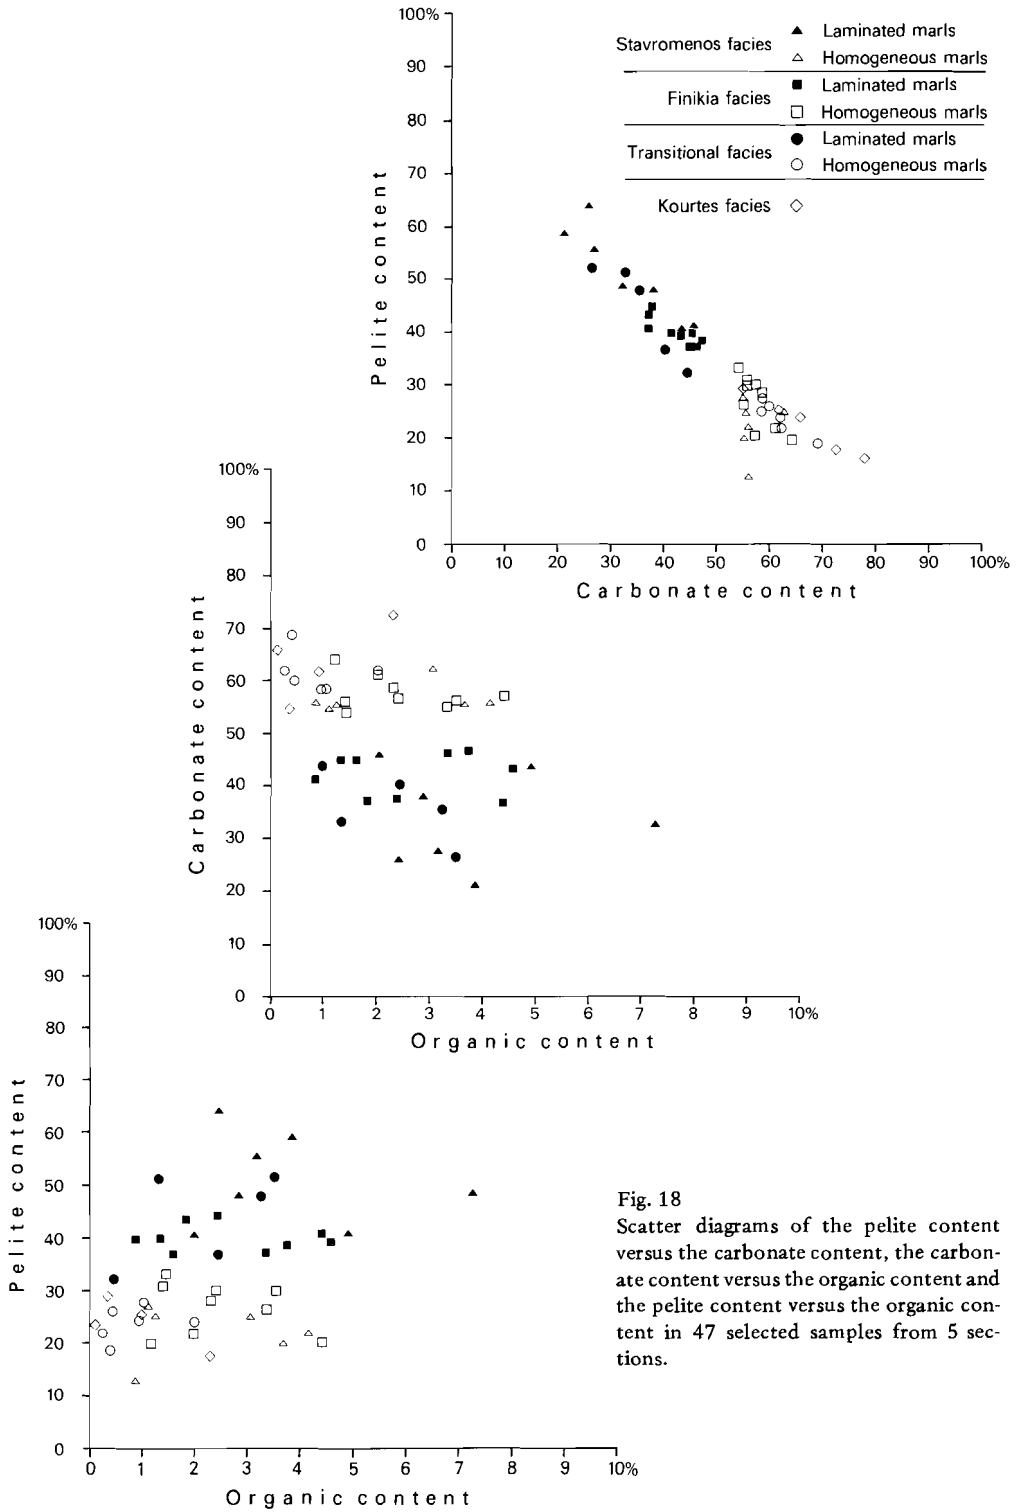 100%
90
80
70
60
50
40
30
20
10
0
Pelite content
0 10 20 30 40 50 60 70 80 90 100%
Carbonate content
Stavromenos facies
Laminated marls
Homogeneous marls
Finikia facies
Laminated marls
Homogeneous marls
Transitional facies
Laminated marls
Homogeneous marls
Kourtes facies
100%
90
80
70
60
50
40
30
20
10
0
Carbonate content
0 1 2 3 4 5 6 7 8 9 10%
Organic content
100%
90
80
70
60
50
40
30
20
10
0
Pelite content
0 1 2 3 4 5 6 7 8 9 10%
Organic content
Fig. 18
Scatter diagrams of the pelite content
versus the carbonate content, the carbon-
ate content versus the organic content and
the pelite content versus the organic con-
tent in 47 selected samples from 5 sec-
tions.